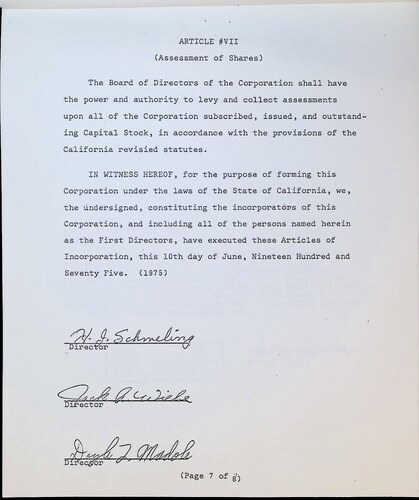 ARTICLE #VII
(Assessment of Shares)
The Board of Directors of the Corporation shall have
the power and authority to levy and collect assessments
upon all of the Corporation subscribed, issued, and outstand-
ing Capital Stock, in accordance with the provisions of the
California revisied statutes.
IN WITNESS HEREOF, for the purpose of forming this
Corporation under the laws of the State of California, we,
the undersigned, constituting the incorporators of this
Corporation, and including all of the persons named herein
as the First Directors, have executed these Articles of
Incorporation, this 10th day of June, Nineteen Hundred and
Seventy Five. (1975)
H. J. Schmeling
Director
Jack A. Wiebe
Director
L. Madole
Director
(Page 7 of 8)